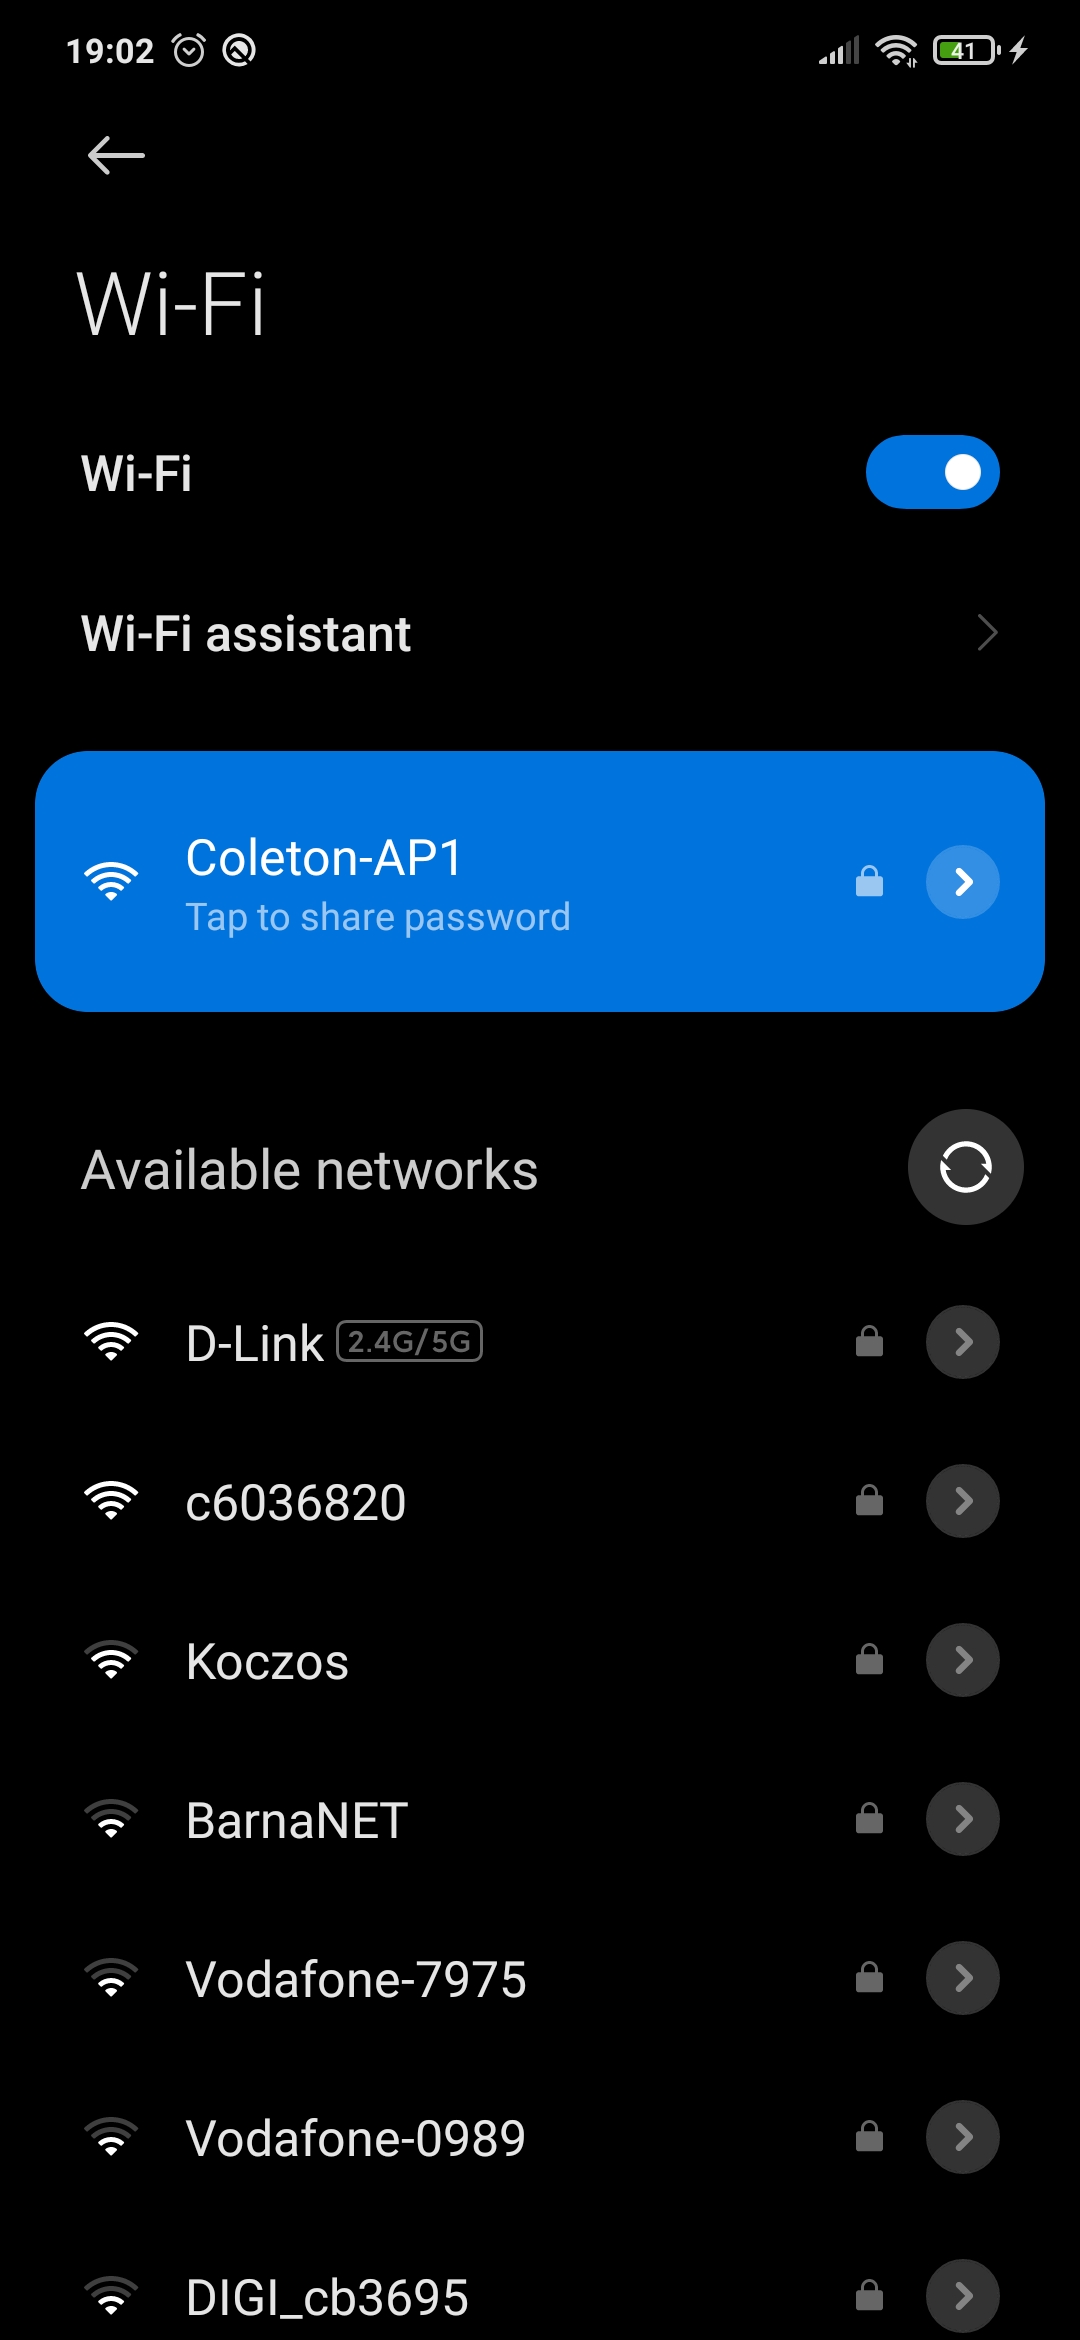 19:02 41
Wi-Fi
Wi-Fi
Wi-Fi assistant
Coleton-AP1
Tap to share password
Available networks
D-Link 2.4G/5G
c6036820
Koczos
BarnaNET
Vodafone-7975
Vodafone-0989
DIGI_cb3695